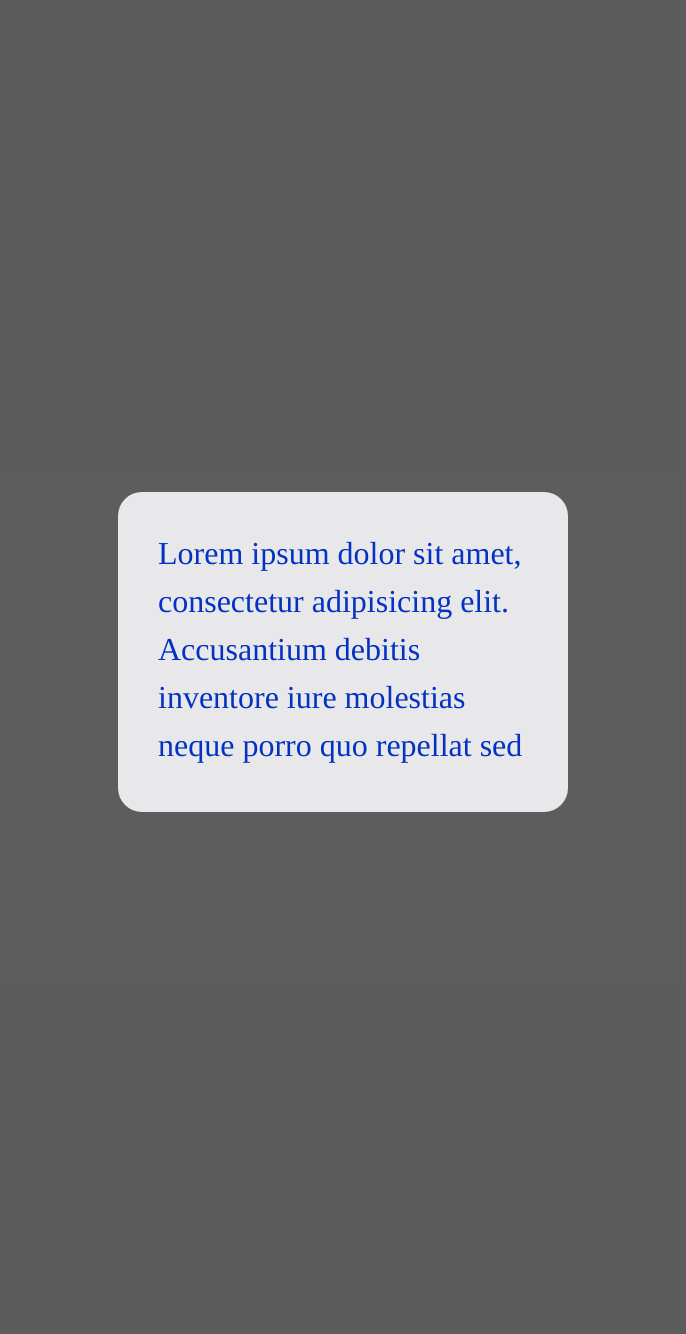 Lorem ipsum dolor sit amet,
consectetur adipisicing elit.
Accusantium debitis
inventore iure molestias
neque porro quo repellat sed